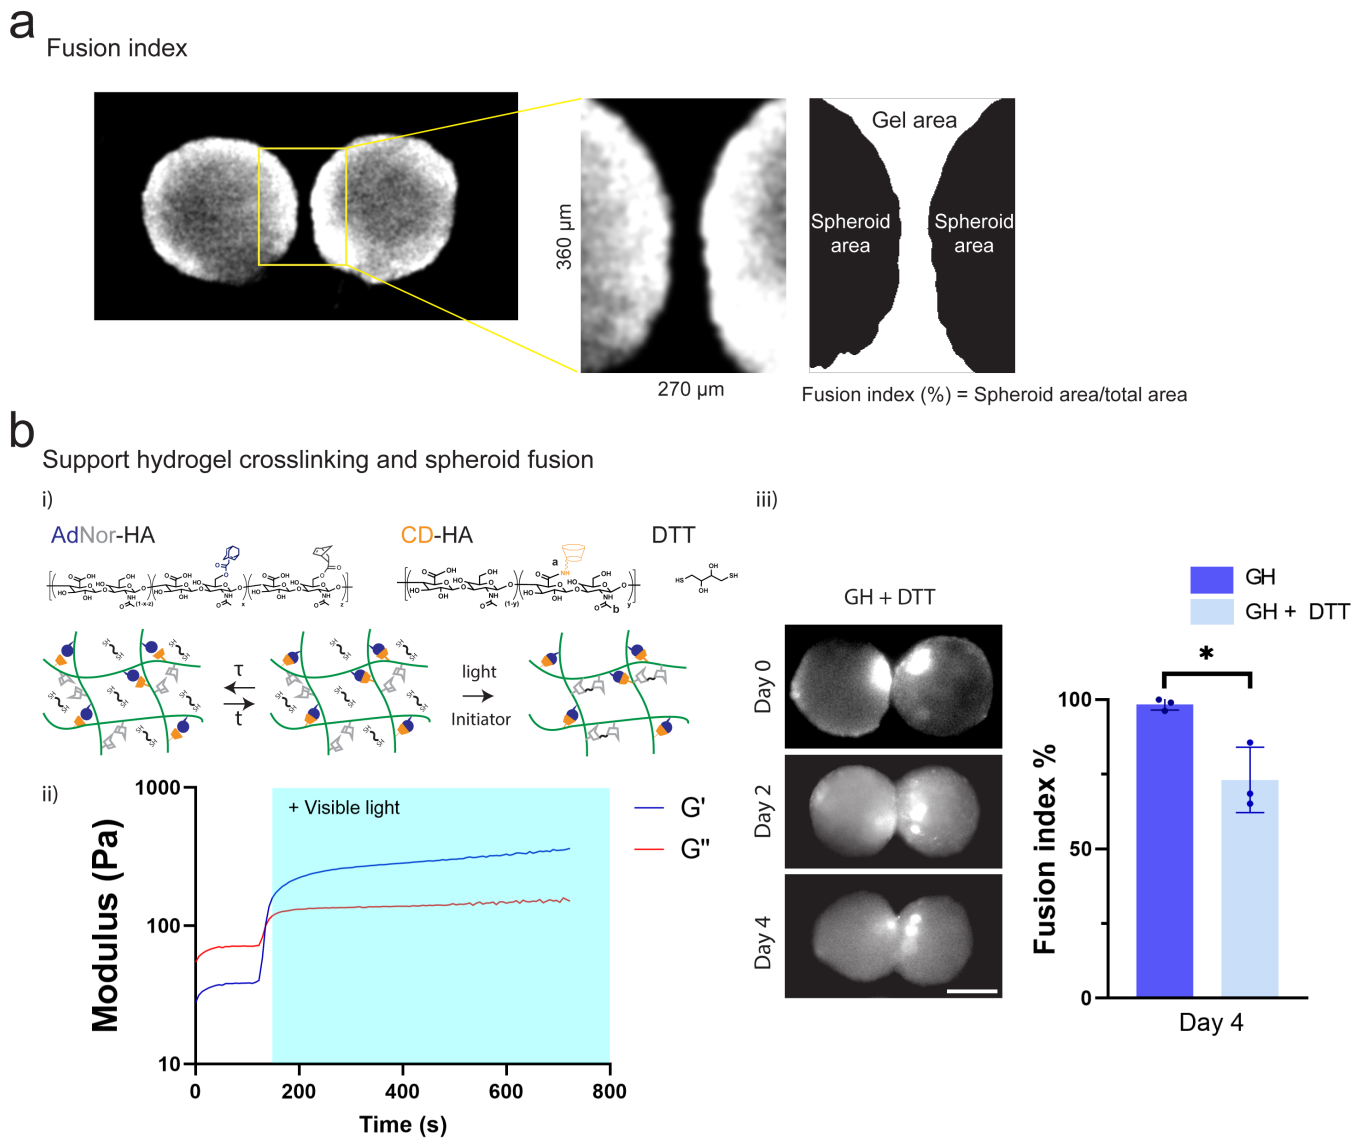 a
Fusion index
Gel area
Spheroid area
Spheroid area
360 μm
270 μm
Fusion index (%) = Spheroid area/total area
b
Support hydrogel crosslinking and spheroid fusion
i)
AdNor-HA
CD-HA
DTT
τ
t
light
Initiator
ii)
+ Visible light
G'
G"
Modulus (Pa)
1000
100
10
0
200
400
600
800
Time (s)
iii)
GH + DTT
Day 0
Day 2
Day 4
GH
GH + DTT
*
Fusion index %
100
50
0
Day 4